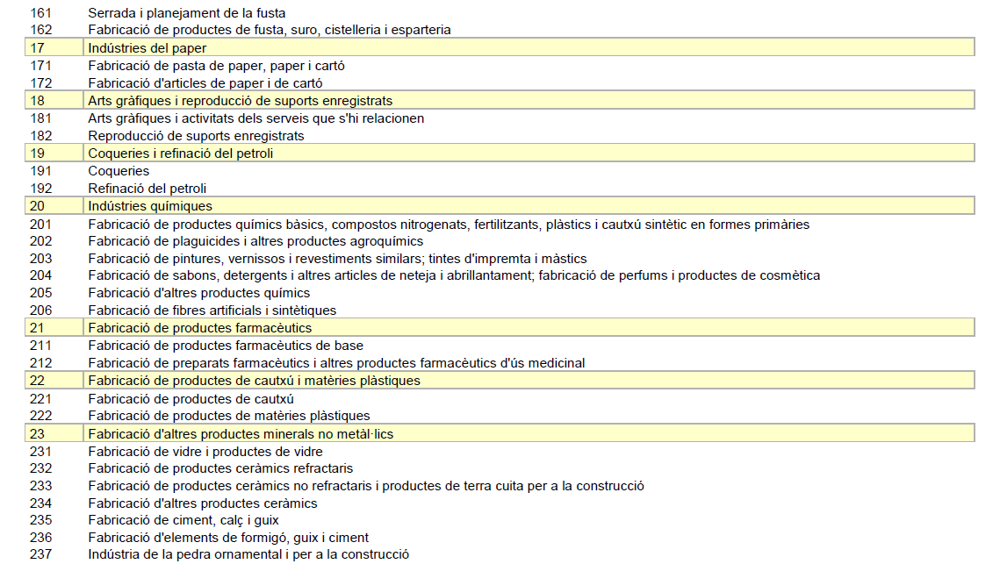 161 Serrada i planejament de la fusta
162 Fabricació de productes de fusta, suro, cistelleria i esparteria
17 Indústries del paper
171 Fabricació de pasta de paper, paper i cartó
172 Fabricació d'articles de paper i de cartó
18 Arts gràfiques i reproducció de suports enregistrats
181 Arts gràfiques i activitats dels serveis que s'hi relacionen
182 Reproducció de suports enregistrats
19 Coqueries i refinació del petroli
191 Coqueries
192 Refinació del petroli
20 Indústries químiques
201 Fabricació de productes químics bàsics, compostos nitrogenats, fertilitzants, plàstics i cautxú sintètic en formes primàries
202 Fabricació de plaguicides i altres productes agroquímics
203 Fabricació de pintures, vernissos i revestiments similars; tintes d'impremta i màstics
204 Fabricació de sabons, detergents i altres articles de neteja i abrillantament; fabricació de perfums i productes de cosmètica
205 Fabricació d'altres productes químics
206 Fabricació de fibres artificials i sintètiques
21 Fabricació de productes farmacèutics
211 Fabricació de productes farmacèutics de base
212 Fabricació de preparats farmacèutics i altres productes farmacèutics d'ús medicinal
22 Fabricació de productes de cautxú i matèries plàstiques
221 Fabricació de productes de cautxú
222 Fabricació de productes de matèries plàstiques
23 Fabricació d'altres productes minerals no metàl·lics
231 Fabricació de vidre i productes de vidre
232 Fabricació de productes ceràmics refractaris
233 Fabricació de productes ceràmics no refractaris i productes de terra cuita per a la construcció
234 Fabricació d'altres productes ceràmics
235 Fabricació de ciment, calç i guix
236 Fabricació d'elements de formigó, guix i ciment
237 Indústria de la pedra ornamental i per a la construcció